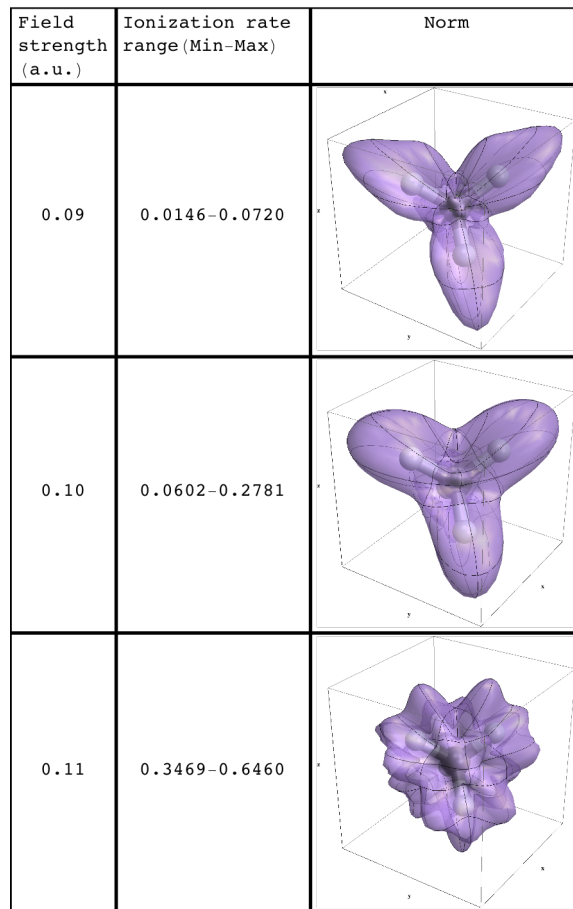 Field strength (a.u.)
Ionization rate range(Min-Max)
Norm
0.09
0.0146-0.0720
x
z
y
0.10
0.0602-0.2781
z
x
y
0.11
0.3469-0.6460
z
x
y